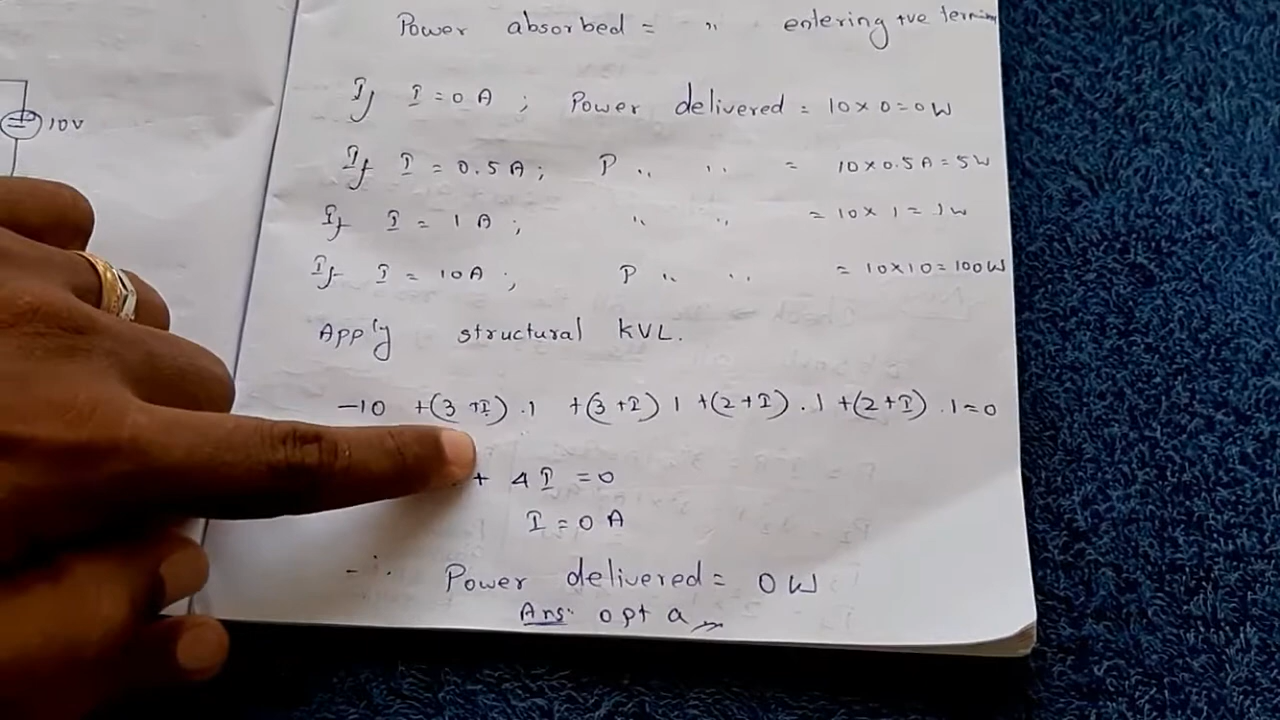 Power absorbed = " entering +ve termin
10V
If I = 0 A ; Power delivered = 10 x 0 = 0 W
If I = 0.5 A ; P " " = 10 x 0.5 A = 5 W
If I = 1 A ; " " = 10 x 1 = 1 W
If I = 10 A ; P " " = 10 x 10 = 100 W
Apply structural KVL.
-10 +(3 +I) .1 +(3 +I) 1 +(2 +I) .1 +(2 +I) .1 = 0
+ 4 I = 0
I = 0 A
∴ Power delivered = 0 W
Ans: opt a